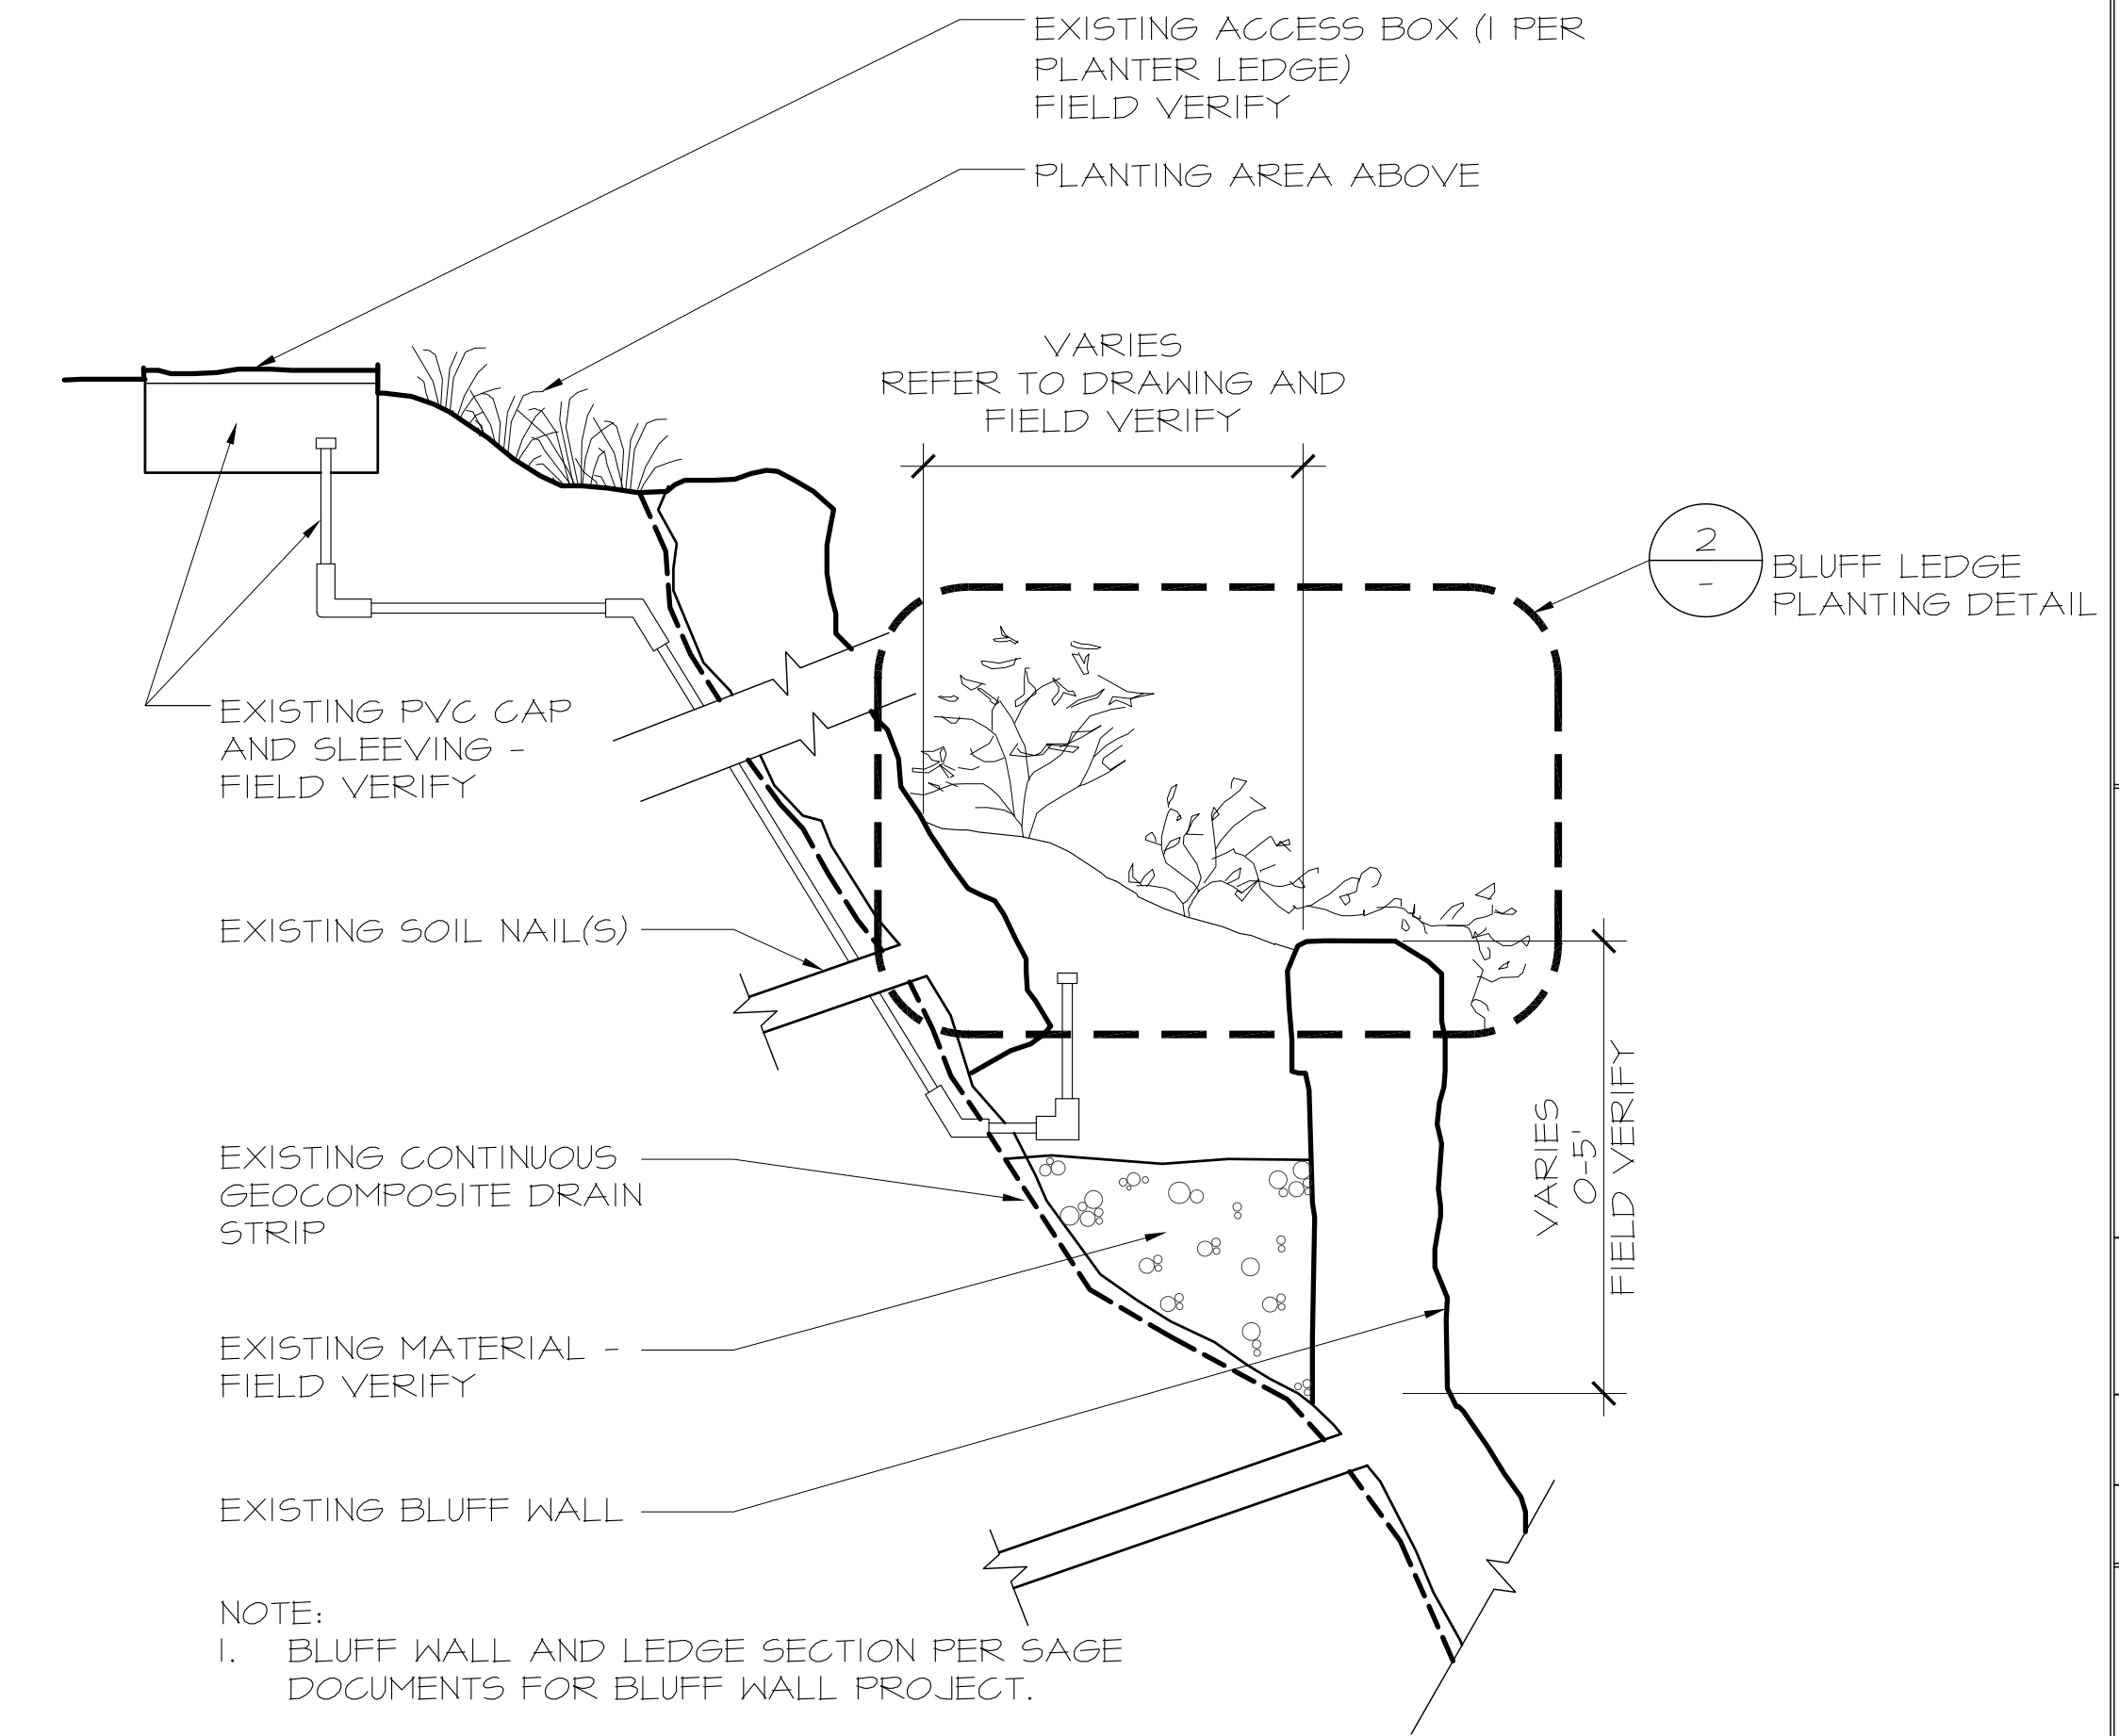 EXISTING ACCESS BOX (1 PER
PLANTER LEDGE)
FIELD VERIFY
PLANTING AREA ABOVE
VARIES
REFER TO DRAWING AND
FIELD VERIFY
2
-
BLUFF LEDGE
PLANTING DETAIL
EXISTING PVC CAP
AND SLEEVING -
FIELD VERIFY
EXISTING SOIL NAIL(S)
EXISTING CONTINUOUS
GEOCOMPOSITE DRAIN
STRIP
VARIES
0-5'
FIELD VERIFY
EXISTING MATERIAL -
FIELD VERIFY
EXISTING BLUFF WALL
NOTE:
1. BLUFF WALL AND LEDGE SECTION PER SAGE
DOCUMENTS FOR BLUFF WALL PROJECT.